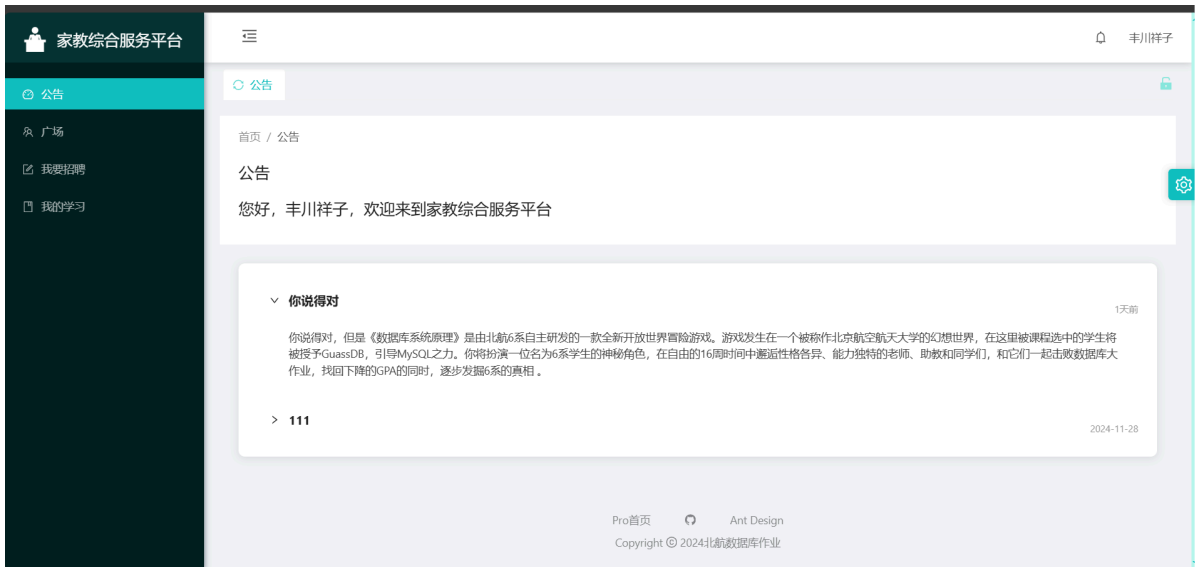 家教综合服务平台
丰川祥子
公告
公告
广场
我要招聘
我的学习
首页 / 公告
公告
您好，丰川祥子，欢迎来到家教综合服务平台
你说得对
1天前
你说得对，但是《数据库系统原理》是由北航6系自主研发的一款全新开放世界冒险游戏。游戏发生在一个被称作北京航空航天大学的幻想世界，在这里被课程选中的学生将
被授予GuassDB，引导MySQL之力。你将扮演一位名为6系学生的神秘角色，在自由的16周时间中邂逅性格各异、能力独特的老师、助教和同学们，和它们一起击败数据库大
作业，找回下降的GPA的同时，逐步发掘6系的真相 。
111
2024-11-28
Pro首页 Ant Design
Copyright © 2024北航数据库作业